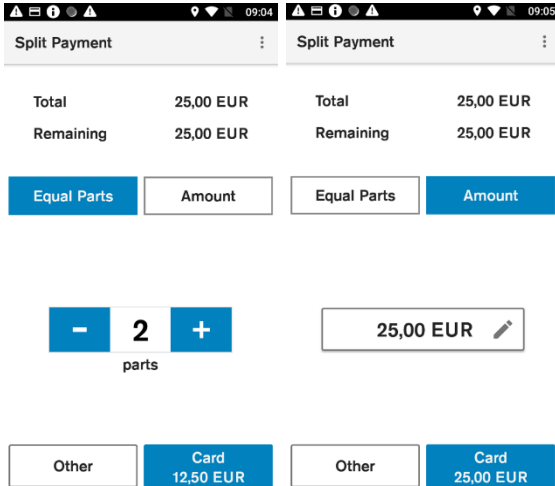 09:04
Split Payment
Total 25,00 EUR
Remaining 25,00 EUR
Equal Parts Amount
- 2 +
parts
Other Card
12,50 EUR
09:05
Split Payment
Total 25,00 EUR
Remaining 25,00 EUR
Equal Parts Amount
25,00 EUR
Other Card
25,00 EUR